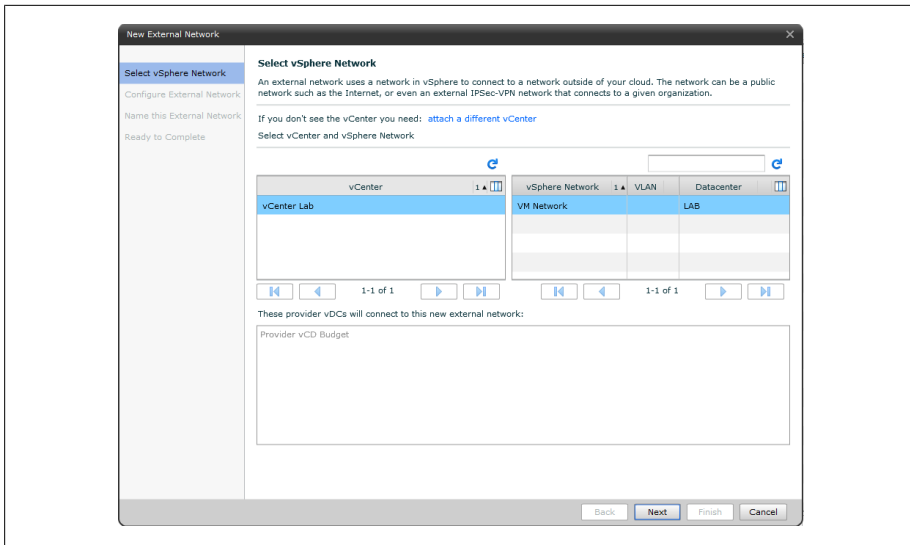 New External Network
Select vSphere Network
Configure External Network
Name this External Network
Ready to Complete
Select vSphere Network
An external network uses a network in vSphere to connect to a network outside of your cloud. The network can be a public
network such as the Internet, or even an external IPSec-VPN network that connects to a given organization.
If you don't see the vCenter you need: attach a different vCenter
Select vCenter and vSphere Network
vCenter 1 ▲
vCenter Lab
1-1 of 1
vSphere Network 1 ▲ VLAN Datacenter
VM Network LAB
1-1 of 1
These provider vDCs will connect to this new external network:
Provider vCD Budget
Back Next Finish Cancel